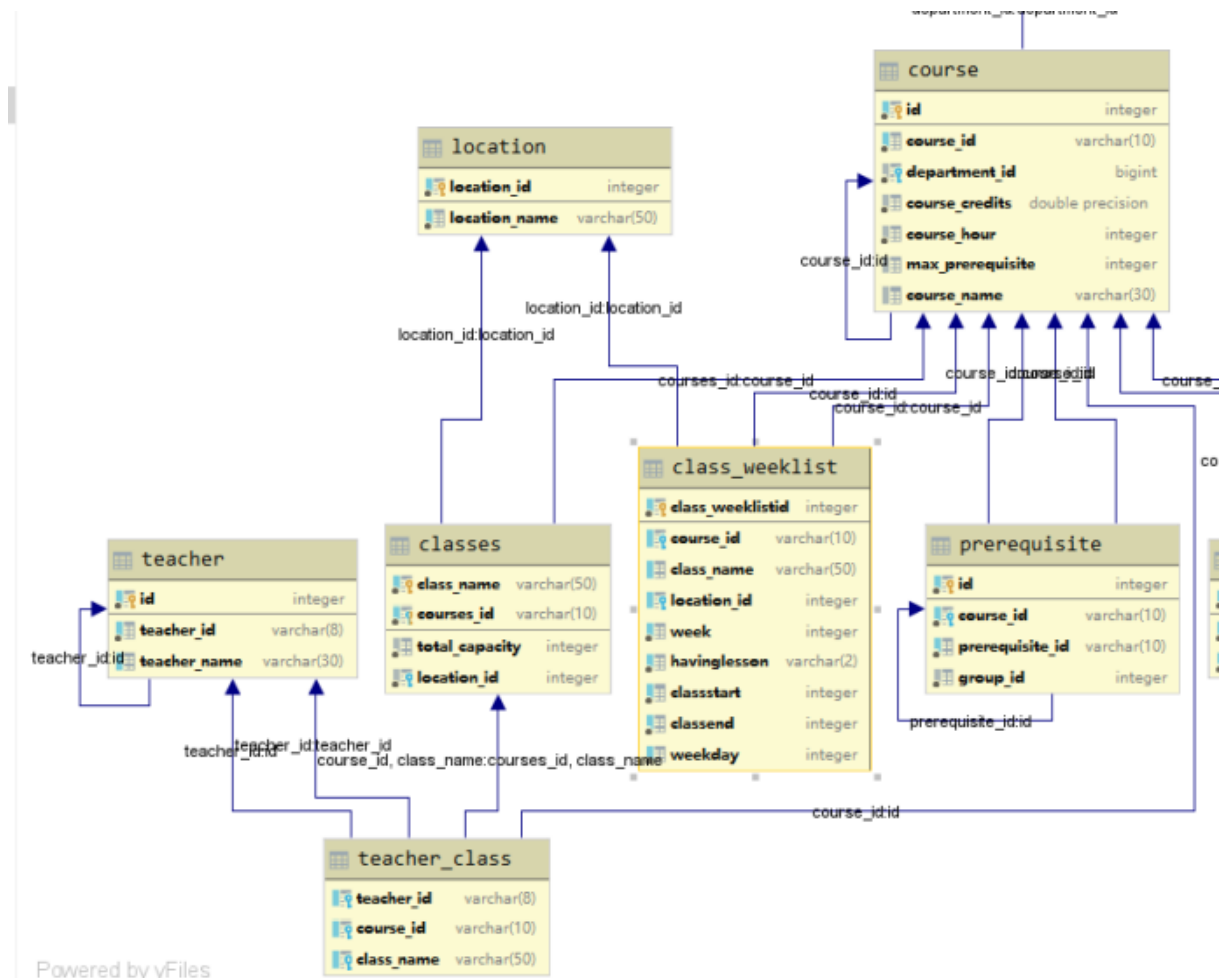 course
id integer
course_id varchar(10)
department_id bigint
course_credits double precision
course_hour integer
max_prerequisite integer
course_name varchar(30)
course_id:id
location
location_id integer
location_name varchar(50)
location_id:location_id
location_id:location_id
courses_id:course_id
course_id:id
course_id:course_id
class_weeklist
class_weeklistid integer
course_id varchar(10)
class_name varchar(50)
location_id integer
week integer
havinglesson varchar(2)
classstart integer
classend integer
weekday integer
classes
class_name varchar(50)
courses_id varchar(10)
total_capacity integer
location_id integer
prerequisite
id integer
course_id varchar(10)
prerequisite_id varchar(10)
group_id integer
prerequisite_id:id
teacher
id integer
teacher_id varchar(8)
teacher_name varchar(30)
teacher_id:id
teacher_id:id
teacher_id:teacher_id
course_id, class_name:courses_id, class_name
course_id:id
teacher_class
teacher_id varchar(8)
course_id varchar(10)
class_name varchar(50)
Powered by yFiles